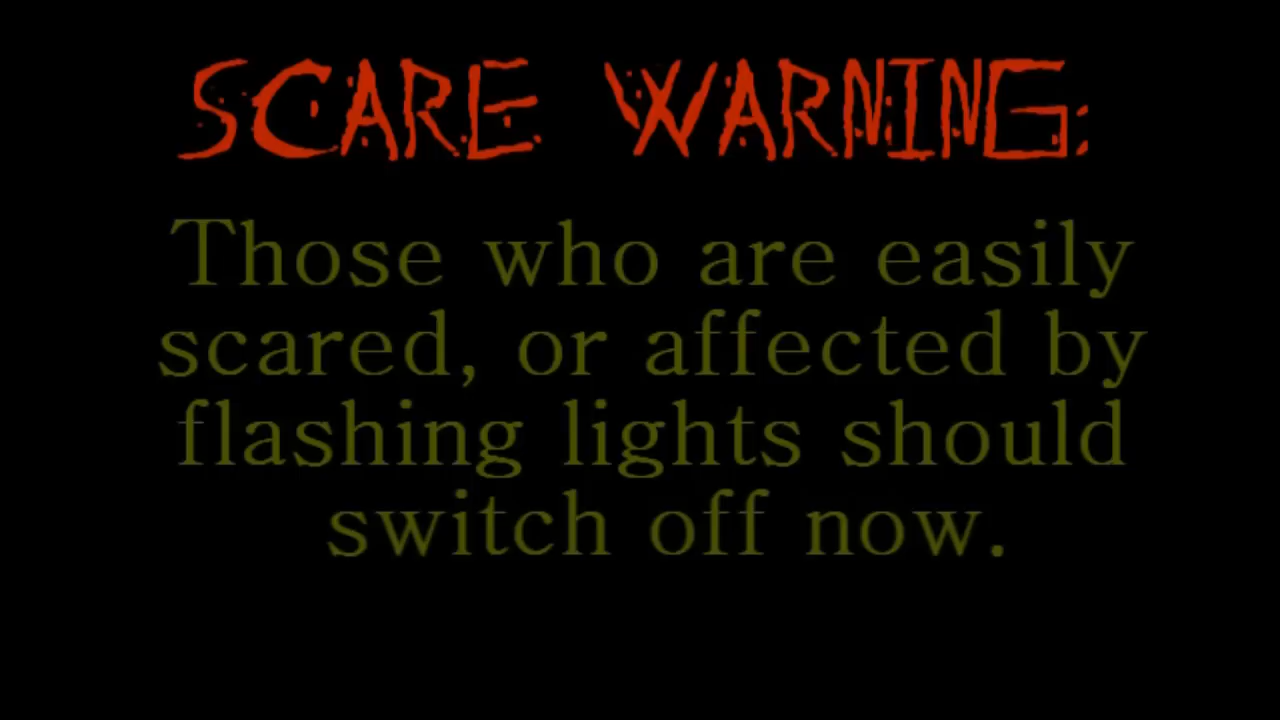 SCARE WARNING:
Those who are easily
scared, or affected by
flashing lights should
switch off now.